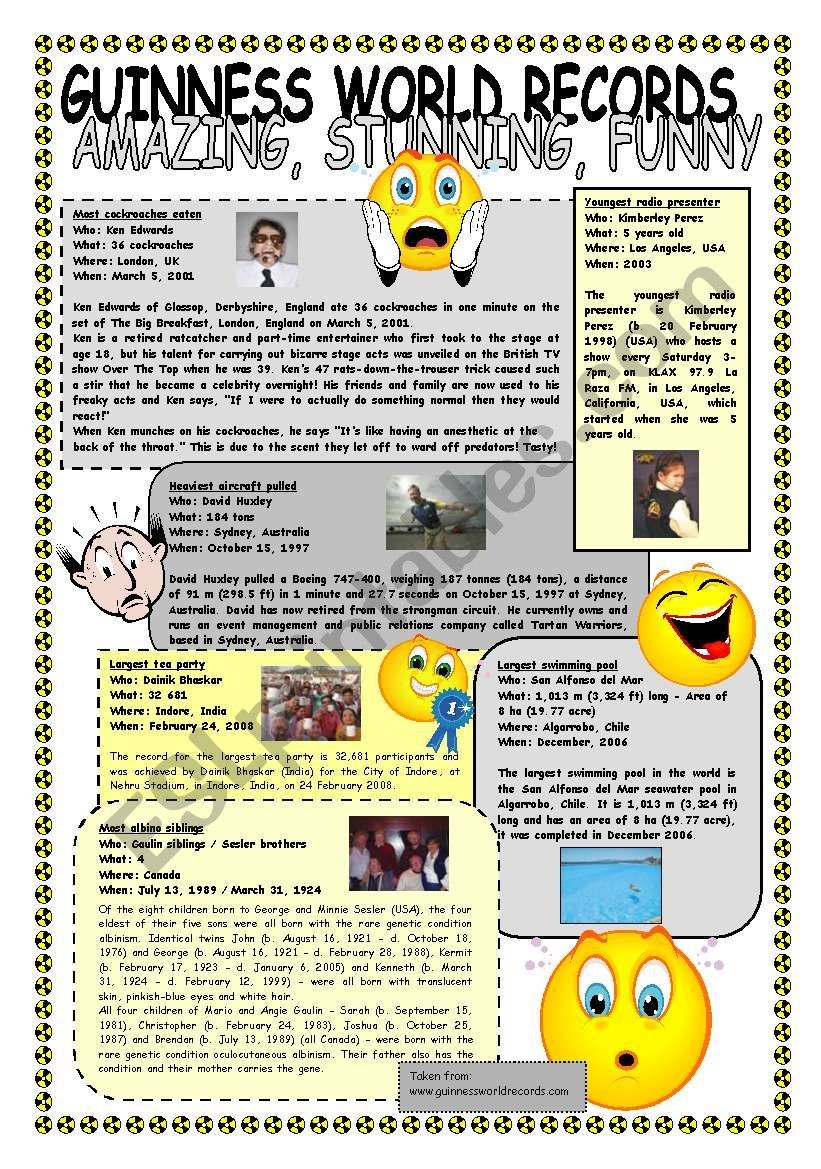 GUINNESS WORLD RECORDS
AMAZING, STUNNING, FUNNY
Most cockroaches eaten
Who: Ken Edwards
What: 36 cockroaches
Where: London, UK
When: March 5, 2001
Ken Edwards of Glossop, Derbyshire, England ate 36 cockroaches in one minute on the
set of The Big Breakfast, London, England on March 5, 2001.
Ken is a retired ratcatcher and part-time entertainer who first took to the stage at
age 18, but his talent for carrying out bizarre stage acts was unveiled on the British TV
show Over The Top when he was 39. Ken's 47 rats-down-the-trouser trick caused such
a stir that he became a celebrity overnight! His friends and family are now used to his
freaky acts and Ken says, "If I were to actually do something normal then they would
react!"
When Ken munches on his cockroaches, he says "It's like having an anesthetic at the
back of the throat." This is due to the scent they let off to ward off predators! Tasty!
Youngest radio presenter
Who: Kimberley Perez
What: 5 years old
Where: Los Angeles, USA
When: 2003
The youngest radio
presenter is Kimberley
Perez (b. 20 February
1998) (USA) who hosts a
show every Saturday 3-
7pm, on KLAX 97.9 La
Raza FM, in Los Angeles,
California, USA, which
started when she was 5
years old.
Heaviest aircraft pulled
Who: David Huxley
What: 184 tons
Where: Sydney, Australia
When: October 15, 1997
David Huxley pulled a Boeing 747-400, weighing 187 tonnes (184 tons), a distance
of 91 m (298.5 ft) in 1 minute and 27.7 seconds on October 15, 1997 at Sydney,
Australia. David has now retired from the strongman circuit. He currently owns and
runs an event management and public relations company called Tartan Warriors,
based in Sydney, Australia.
Largest tea party
Who: Dainik Bhaskar
What: 32 681
Where: Indore, India
When: February 24, 2008
The record for the largest tea party is 32,681 participants and
was achieved by Dainik Bhaskar (India) for the City of Indore, at
Nehru Stadium, in Indore, India, on 24 February 2008.
1
Largest swimming pool
Who: San Alfonso del Mar
What: 1,013 m (3,324 ft) long - Area of
8 ha (19.77 acre)
Where: Algarrobo, Chile
When: December, 2006
The largest swimming pool in the world is
the San Alfonso del Mar seawater pool in
Algarrobo, Chile. It is 1,013 m (3,324 ft)
long and has an area of 8 ha (19.77 acre),
it was completed in December 2006.
Most albino siblings
Who: Gaulin siblings / Sesler brothers
What: 4
Where: Canada
When: July 13, 1989 / March 31, 1924
Of the eight children born to George and Minnie Sesler (USA), the four
eldest of their five sons were all born with the rare genetic condition
albinism. Identical twins John (b. August 16, 1921 - d. October 18,
1976) and George (b. August 16, 1921 - d. February 28, 1988), Kermit
(b. February 17, 1923 - d. January 6, 2005) and Kenneth (b. March
31, 1924 - d. February 12, 1999) - were all born with translucent
skin, pinkish-blue eyes and white hair.
All four children of Mario and Angie Gaulin - Sarah (b. September 15,
1981), Christopher (b. February 24, 1983), Joshua (b. October 25,
1987) and Brendan (b. July 13, 1989) (all Canada) - were born with the
rare genetic condition oculocutaneous albinism. Their father also has the
condition and their mother carries the gene.
Taken from:
www.guinnessworldrecords.com
ESLprintables.com